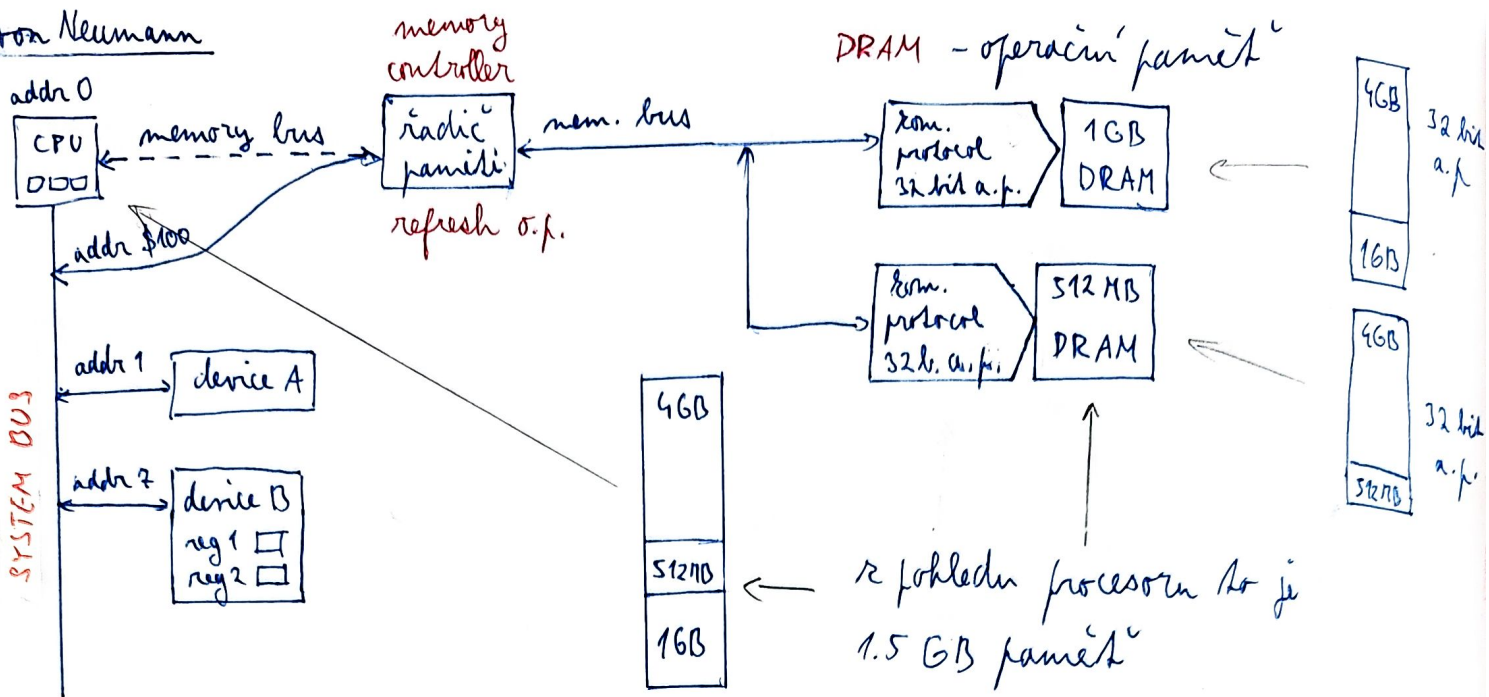 von Neumann
memory
controller
DRAM - operační paměť
addr 0
CPU
memory bus
řadič
paměti
refresh o.p.
mem. bus
kom.
protocol
32 bit a.p.
1GB
DRAM
4GB
1GB
32 bit
a.p
addr $100
kom.
protocol
32 b. a.p.
512 MB
DRAM
4GB
512MB
32 bit
a.p.
SYSTEM BUS
addr 1
device A
addr 7
device B
reg 1
reg 2
4GB
512MB
1GB
z pohledu procesoru to je
1.5 GB paměť